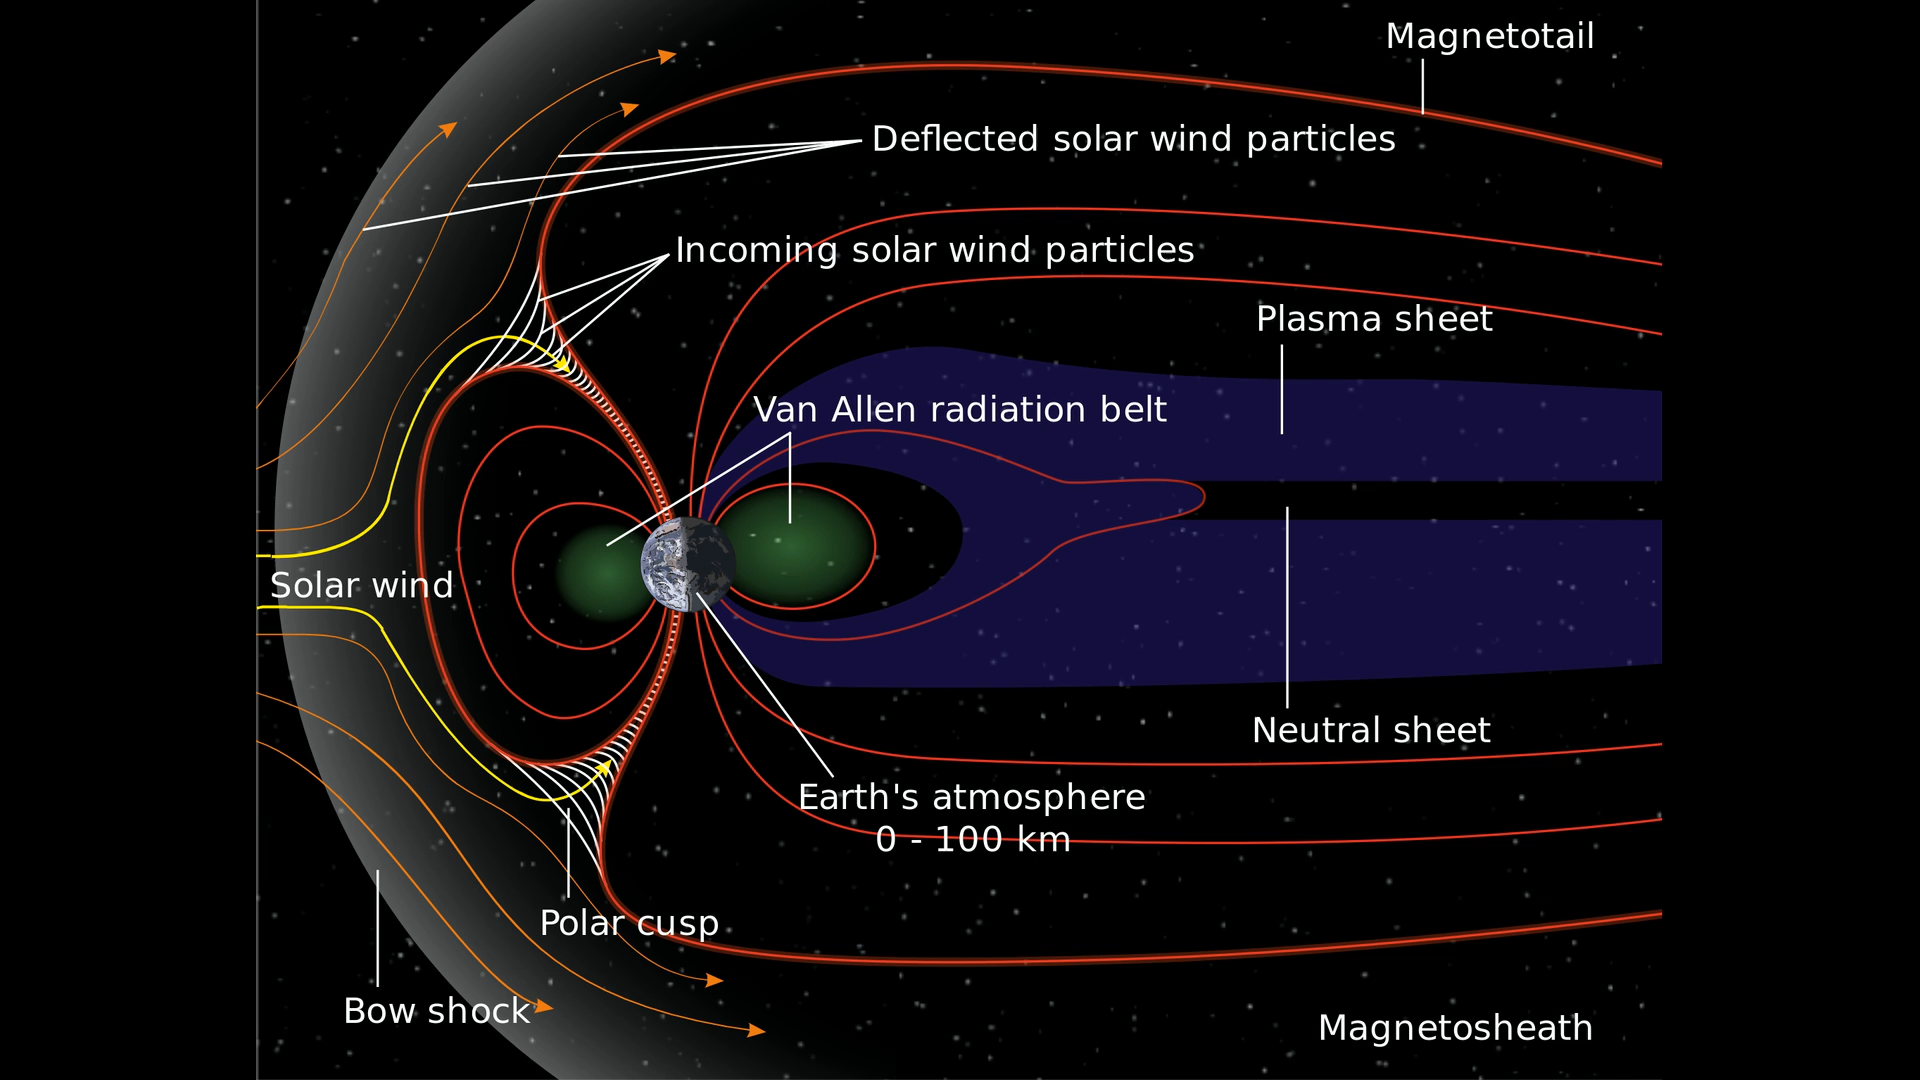 Magnetotail
Deflected solar wind particles
Incoming solar wind particles
Plasma sheet
Van Allen radiation belt
Solar wind
Neutral sheet
Earth's atmosphere
0 - 100 km
Polar cusp
Bow shock
Magnetosheath